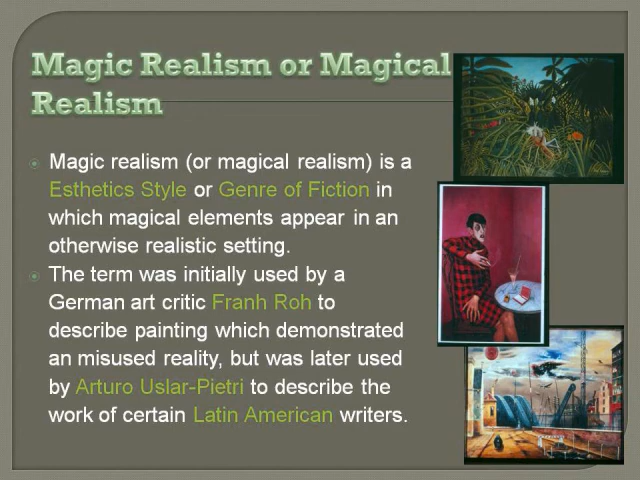 Magic Realism or Magical
Realism
Magic realism (or magical realism) is a
Esthetics Style or Genre of Fiction in
which magical elements appear in an
otherwise realistic setting.
The term was initially used by a
German art critic Franh Roh to
describe painting which demonstrated
an misused reality, but was later used
by Arturo Uslar-Pietri to describe the
work of certain Latin American writers.